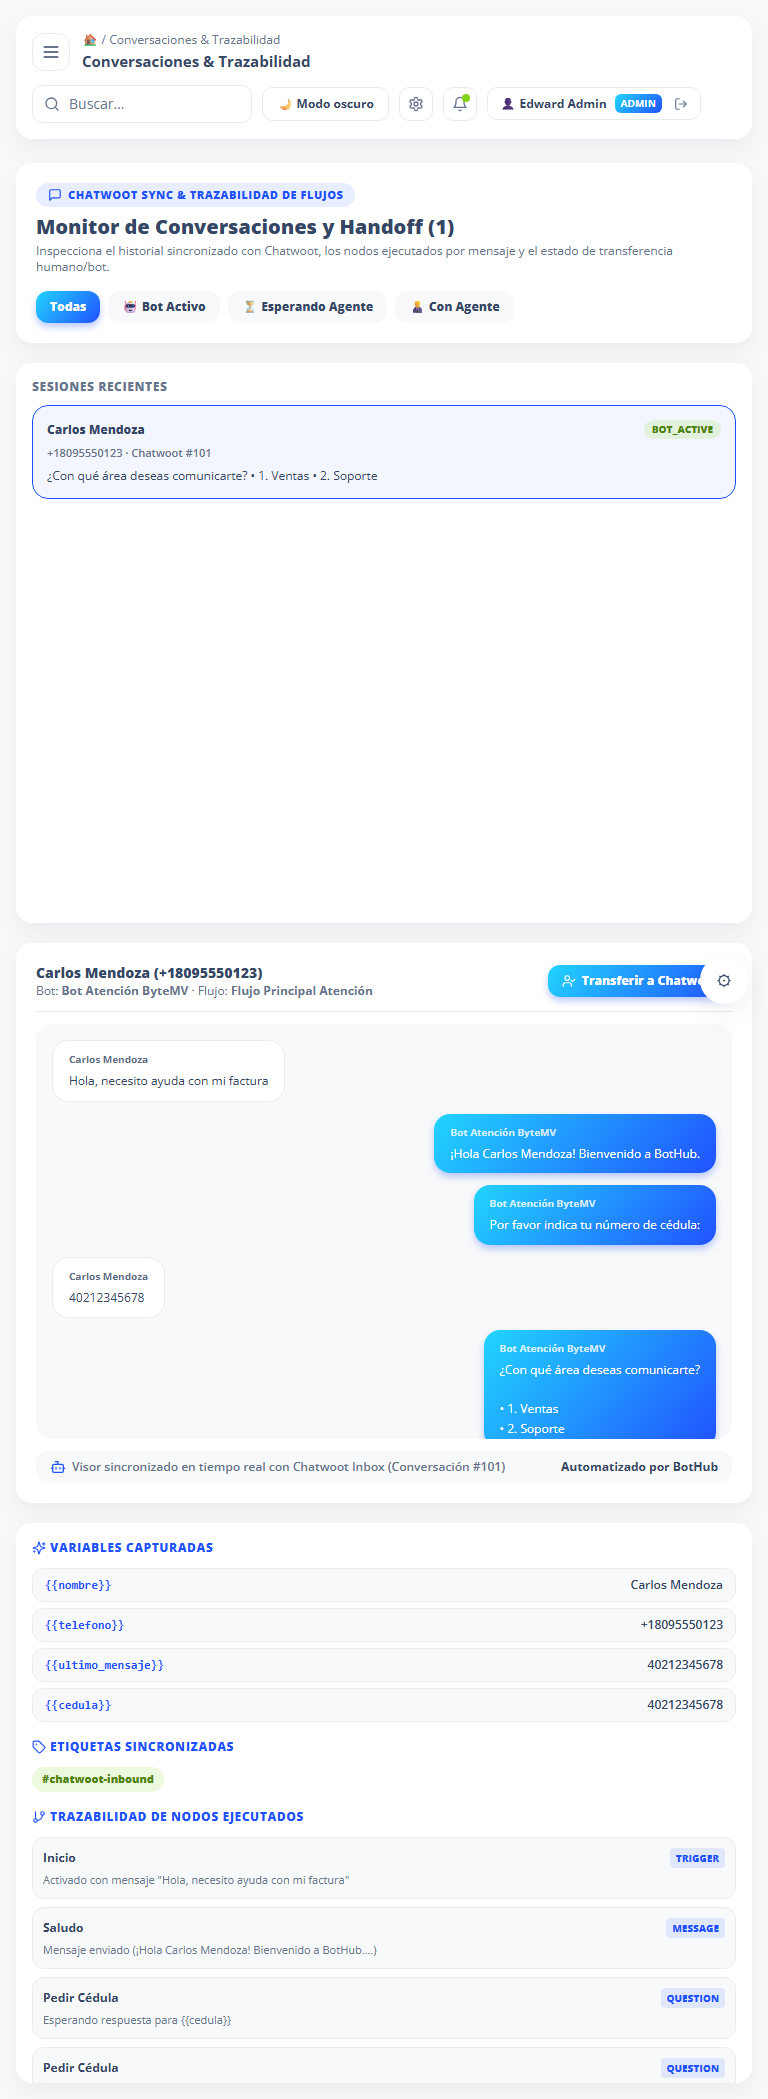 / Conversaciones & Trazabilidad
Conversaciones & Trazabilidad
Buscar...
Modo oscuro
Edward Admin ADMIN
CHATWOOT SYNC & TRAZABILIDAD DE FLUJOS
Monitor de Conversaciones y Handoff (1)
Inspecciona el historial sincronizado con Chatwoot, los nodos ejecutados por mensaje y el estado de transferencia
humano/bot.
Todas
Bot Activo
Esperando Agente
Con Agente
SESIONES RECIENTES
Carlos Mendoza
BOT_ACTIVE
+18095550123 · Chatwoot #101
¿Con qué área deseas comunicarte? • 1. Ventas • 2. Soporte
Carlos Mendoza (+18095550123)
Bot: Bot Atención ByteMV · Flujo: Flujo Principal Atención
Transferir a Chatwo
Carlos Mendoza
Hola, necesito ayuda con mi factura
Bot Atención ByteMV
¡Hola Carlos Mendoza! Bienvenido a BotHub.
Bot Atención ByteMV
Por favor indica tu número de cédula:
Carlos Mendoza
40212345678
Bot Atención ByteMV
¿Con qué área deseas comunicarte?
• 1. Ventas
• 2. Soporte
Visor sincronizado en tiempo real con Chatwoot Inbox (Conversación #101)
Automatizado por BotHub
VARIABLES CAPTURADAS
{{nombre}} Carlos Mendoza
{{telefono}} +18095550123
{{ultimo_mensaje}} 40212345678
{{cedula}} 40212345678
ETIQUETAS SINCRONIZADAS
#chatwoot-inbound
TRAZABILIDAD DE NODOS EJECUTADOS
Inicio
TRIGGER
Activado con mensaje "Hola, necesito ayuda con mi factura"
Saludo
MESSAGE
Mensaje enviado (¡Hola Carlos Mendoza! Bienvenido a BotHub....)
Pedir Cédula
QUESTION
Esperando respuesta para {{cedula}}
Pedir Cédula
QUESTION